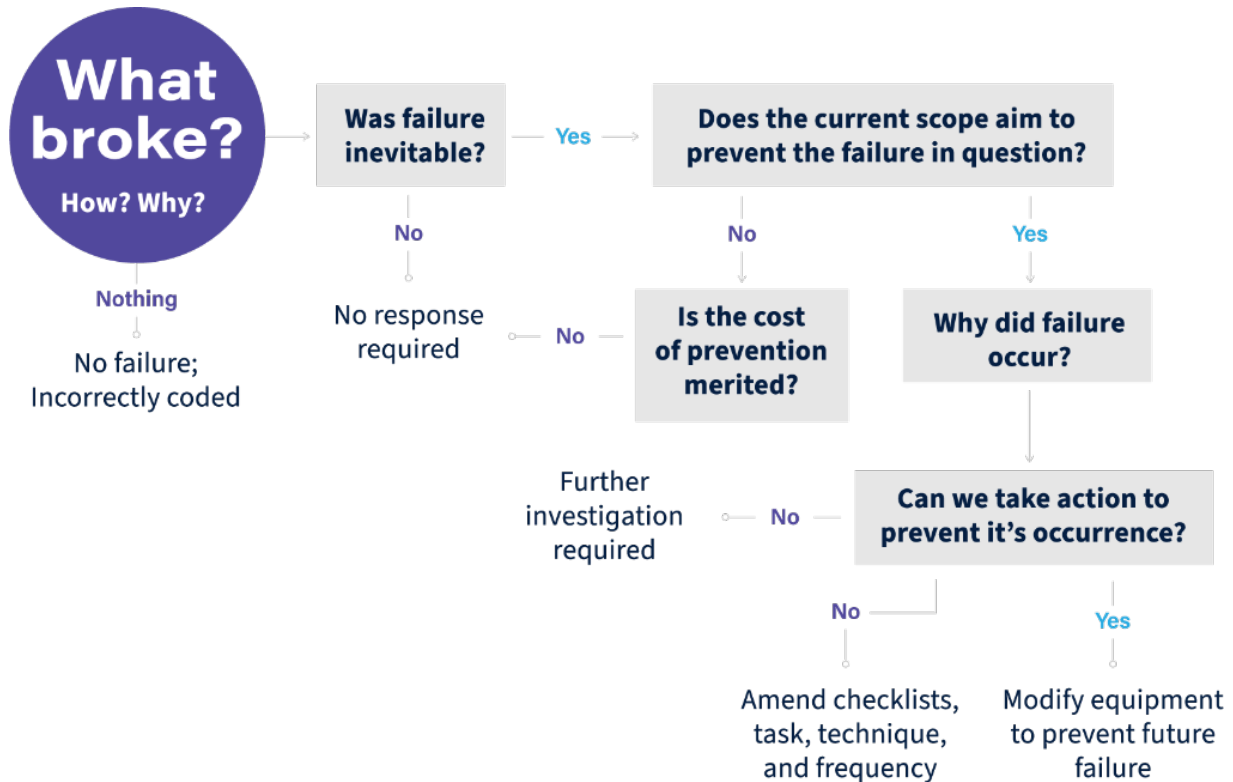 What
broke?
How? Why?
Was failure
inevitable?
Yes
Does the current scope aim to
prevent the failure in question?
No
No
Yes
Nothing
No failure;
Incorrectly coded
No response
required
No
Is the cost
of prevention
merited?
Why did failure
occur?
Further
investigation
required
No
Can we take action to
prevent it's occurrence?
No
Yes
Amend checklists,
task, technique,
and frequency
Modify equipment
to prevent future
failure